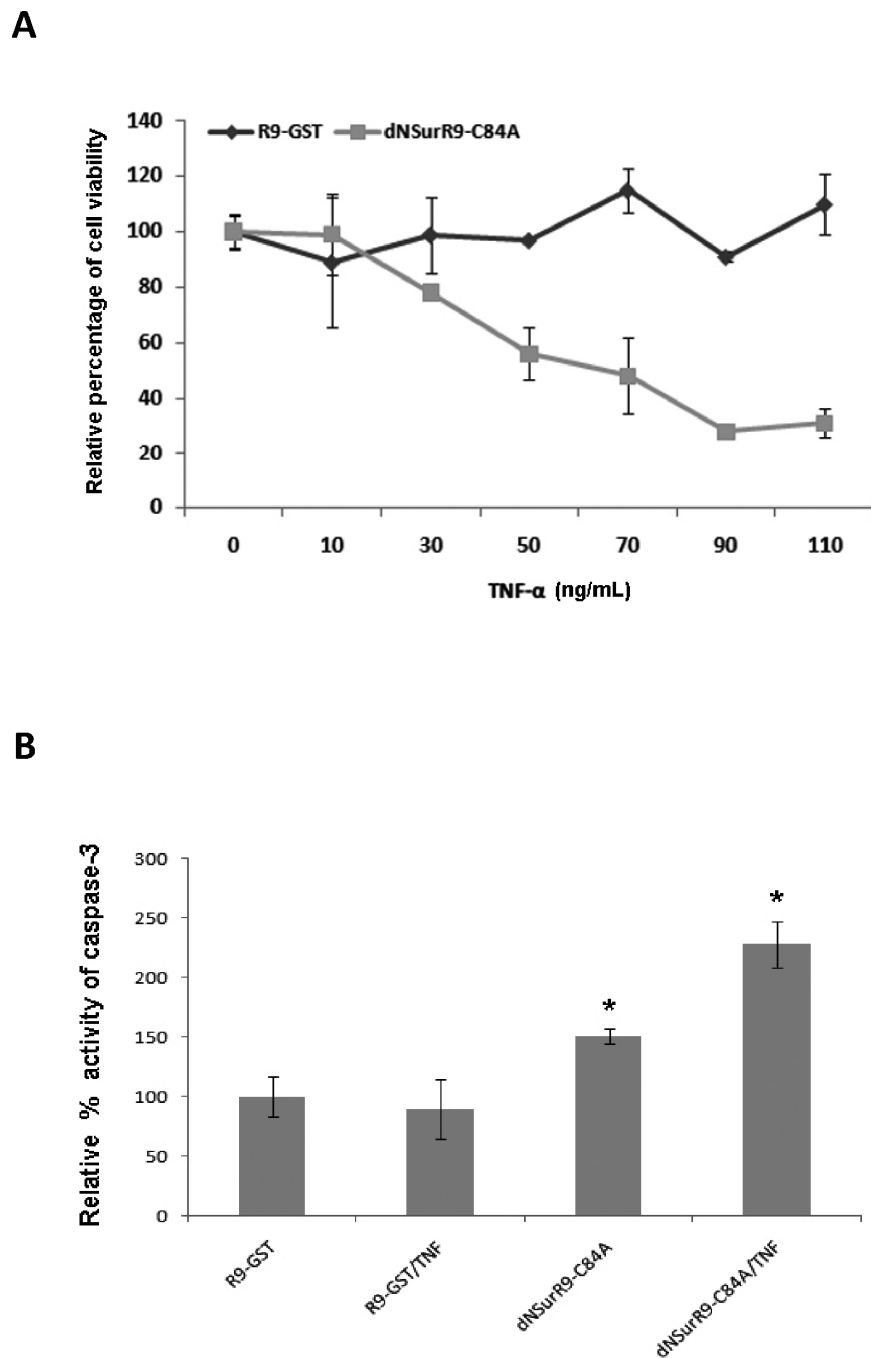 A
Relative percentage of cell viability
140
120
100
80
60
40
20
0
R9-GST
dNSurR9-C84A
0 10 30 50 70 90 110
TNF-α (ng/mL)
B
Relative % activity of caspase-3
300
250
200
150
100
50
0
*
*
R9-GST
R9-GST/TNF
dNSurR9-C84A
dNSurR9-C84A/TNF